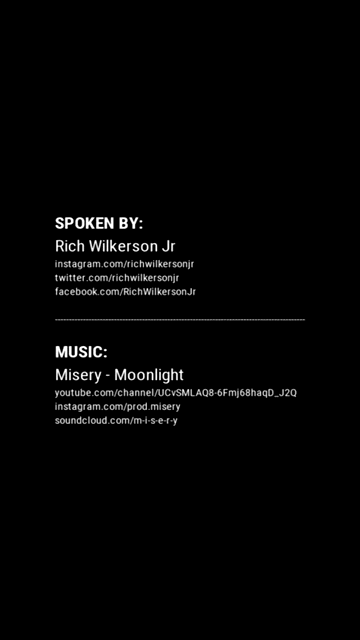 SPOKEN BY:
Rich Wilkerson Jr
instagram.com/richwilkersonjr
twitter.com/richwilkersonjr
facebook.com/RichWilkersonJr
MUSIC:
Misery - Moonlight
youtube.com/channel/UCvSMLAQ8-6Fmj68haqD_J2Q
instagram.com/prod.misery
soundcloud.com/m-i-s-e-r-y